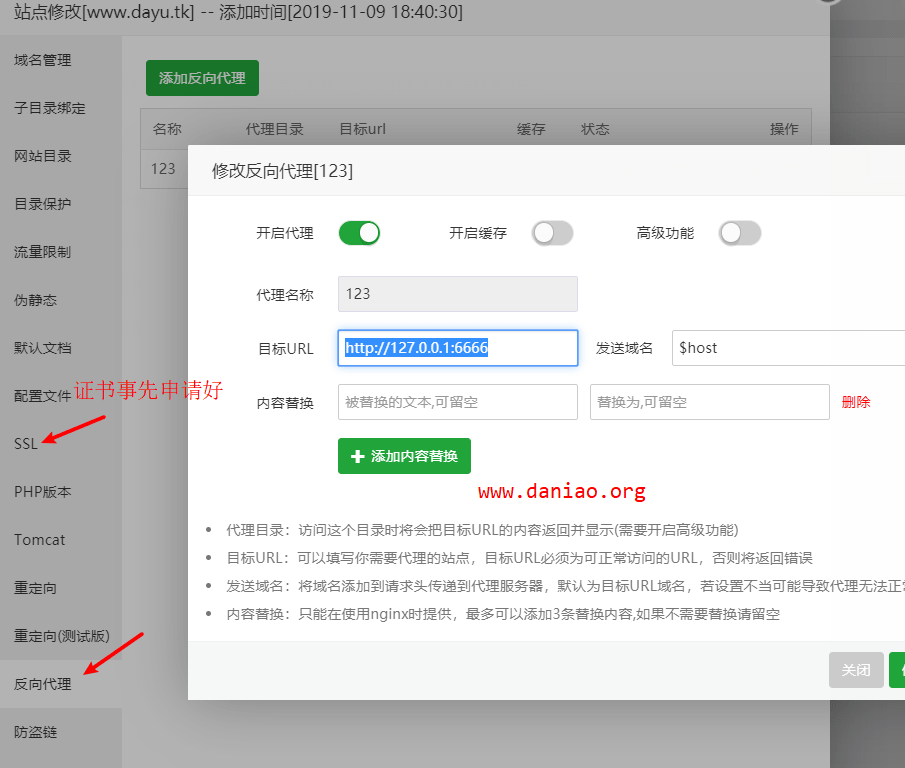 站点修改[www.dayu.tk] -- 添加时间[2019-11-09 18:40:30]
域名管理
子目录绑定
网站目录
目录保护
流量限制
伪静态
默认文档
配置文件
证书事先申请好
SSL
PHP版本
Tomcat
重定向
重定向(测试版)
反向代理
防盗链
添加反向代理
名称 代理目录 目标url 缓存 状态 操作
123
修改反向代理[123]
开启代理 开启缓存 高级功能
代理名称 123
目标URL http://127.0.0.1:6666 发送域名 $host
内容替换 被替换的文本,可留空 替换为,可留空 删除
添加内容替换
www.daniao.org
代理目录：访问这个目录时将会把目标URL的内容返回并显示(需要开启高级功能)
目标URL：可以填写你需要代理的站点，目标URL必须为可正常访问的URL，否则将返回错误
发送域名：将域名添加到请求头传递到代理服务器，默认为目标URL域名，若设置不当可能导致代理无法正
内容替换：只能在使用nginx时提供，最多可以添加3条替换内容,如果不需要替换请留空
关闭